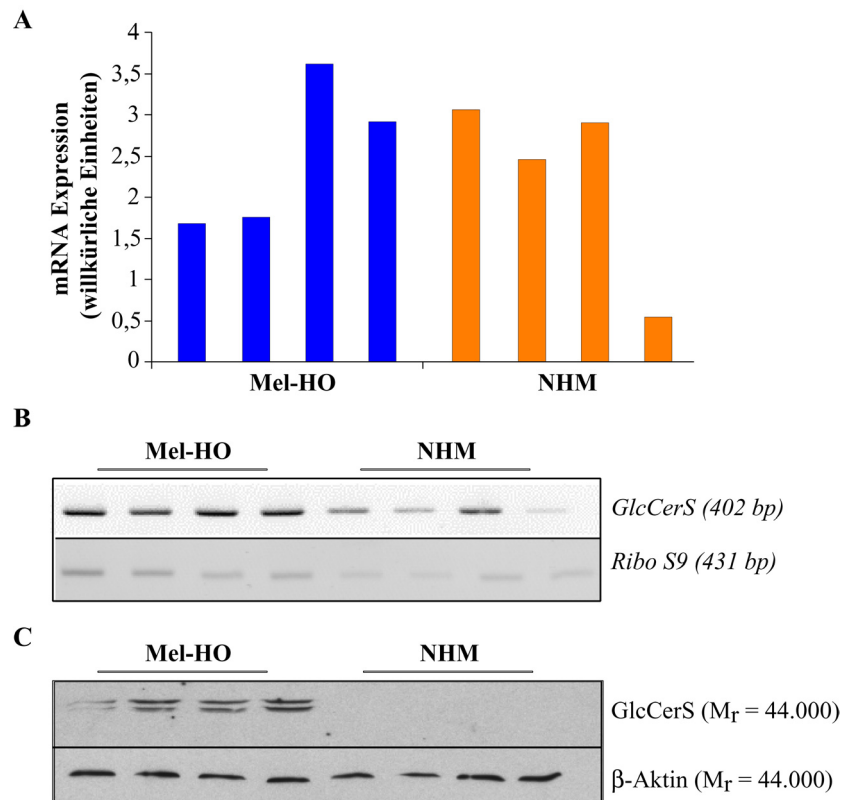 A
mRNA Expression
(willkürliche Einheiten)
4
3,5
3
2,5
2
1,5
1
0,5
0
Mel-HO NHM
B
Mel-HO NHM
GlcCerS (402 bp)
Ribo S9 (431 bp)
C
Mel-HO NHM
GlcCerS (Mr = 44.000)
β-Aktin (Mr = 44.000)